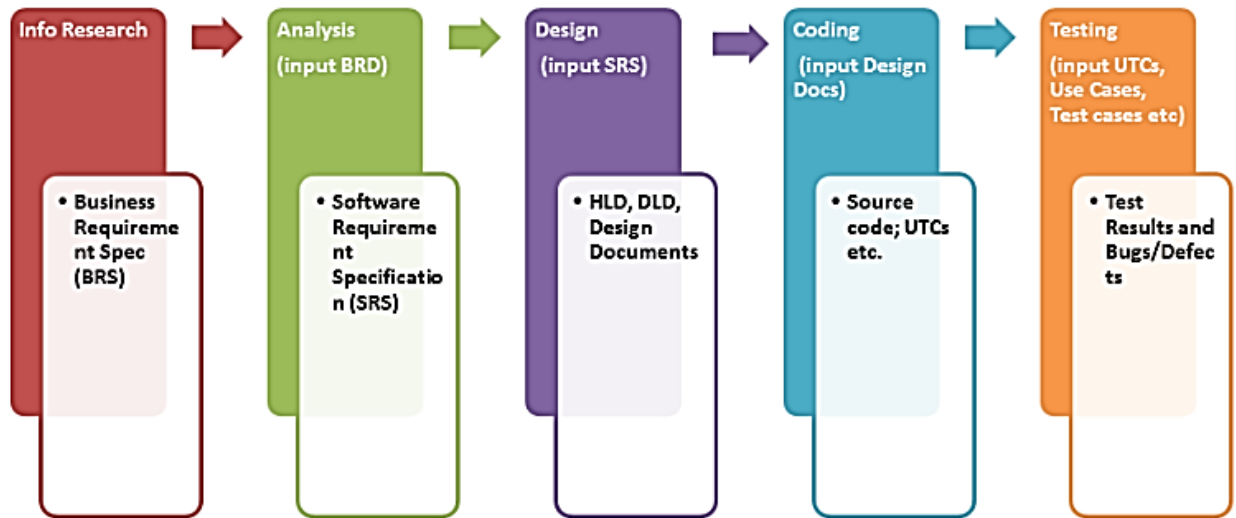 Info Research
• Business
Requireme
nt Spec
(BRS)
Analysis
(input BRD)
• Software
Requireme
nt
Specificatio
n (SRS)
Design
(input SRS)
• HLD, DLD,
Design
Documents
Coding
(input Design
Docs)
• Source
code; UTCs
etc.
Testing
(input UTCs,
Use Cases,
Test cases etc)
• Test
Results and
Bugs/Defec
ts